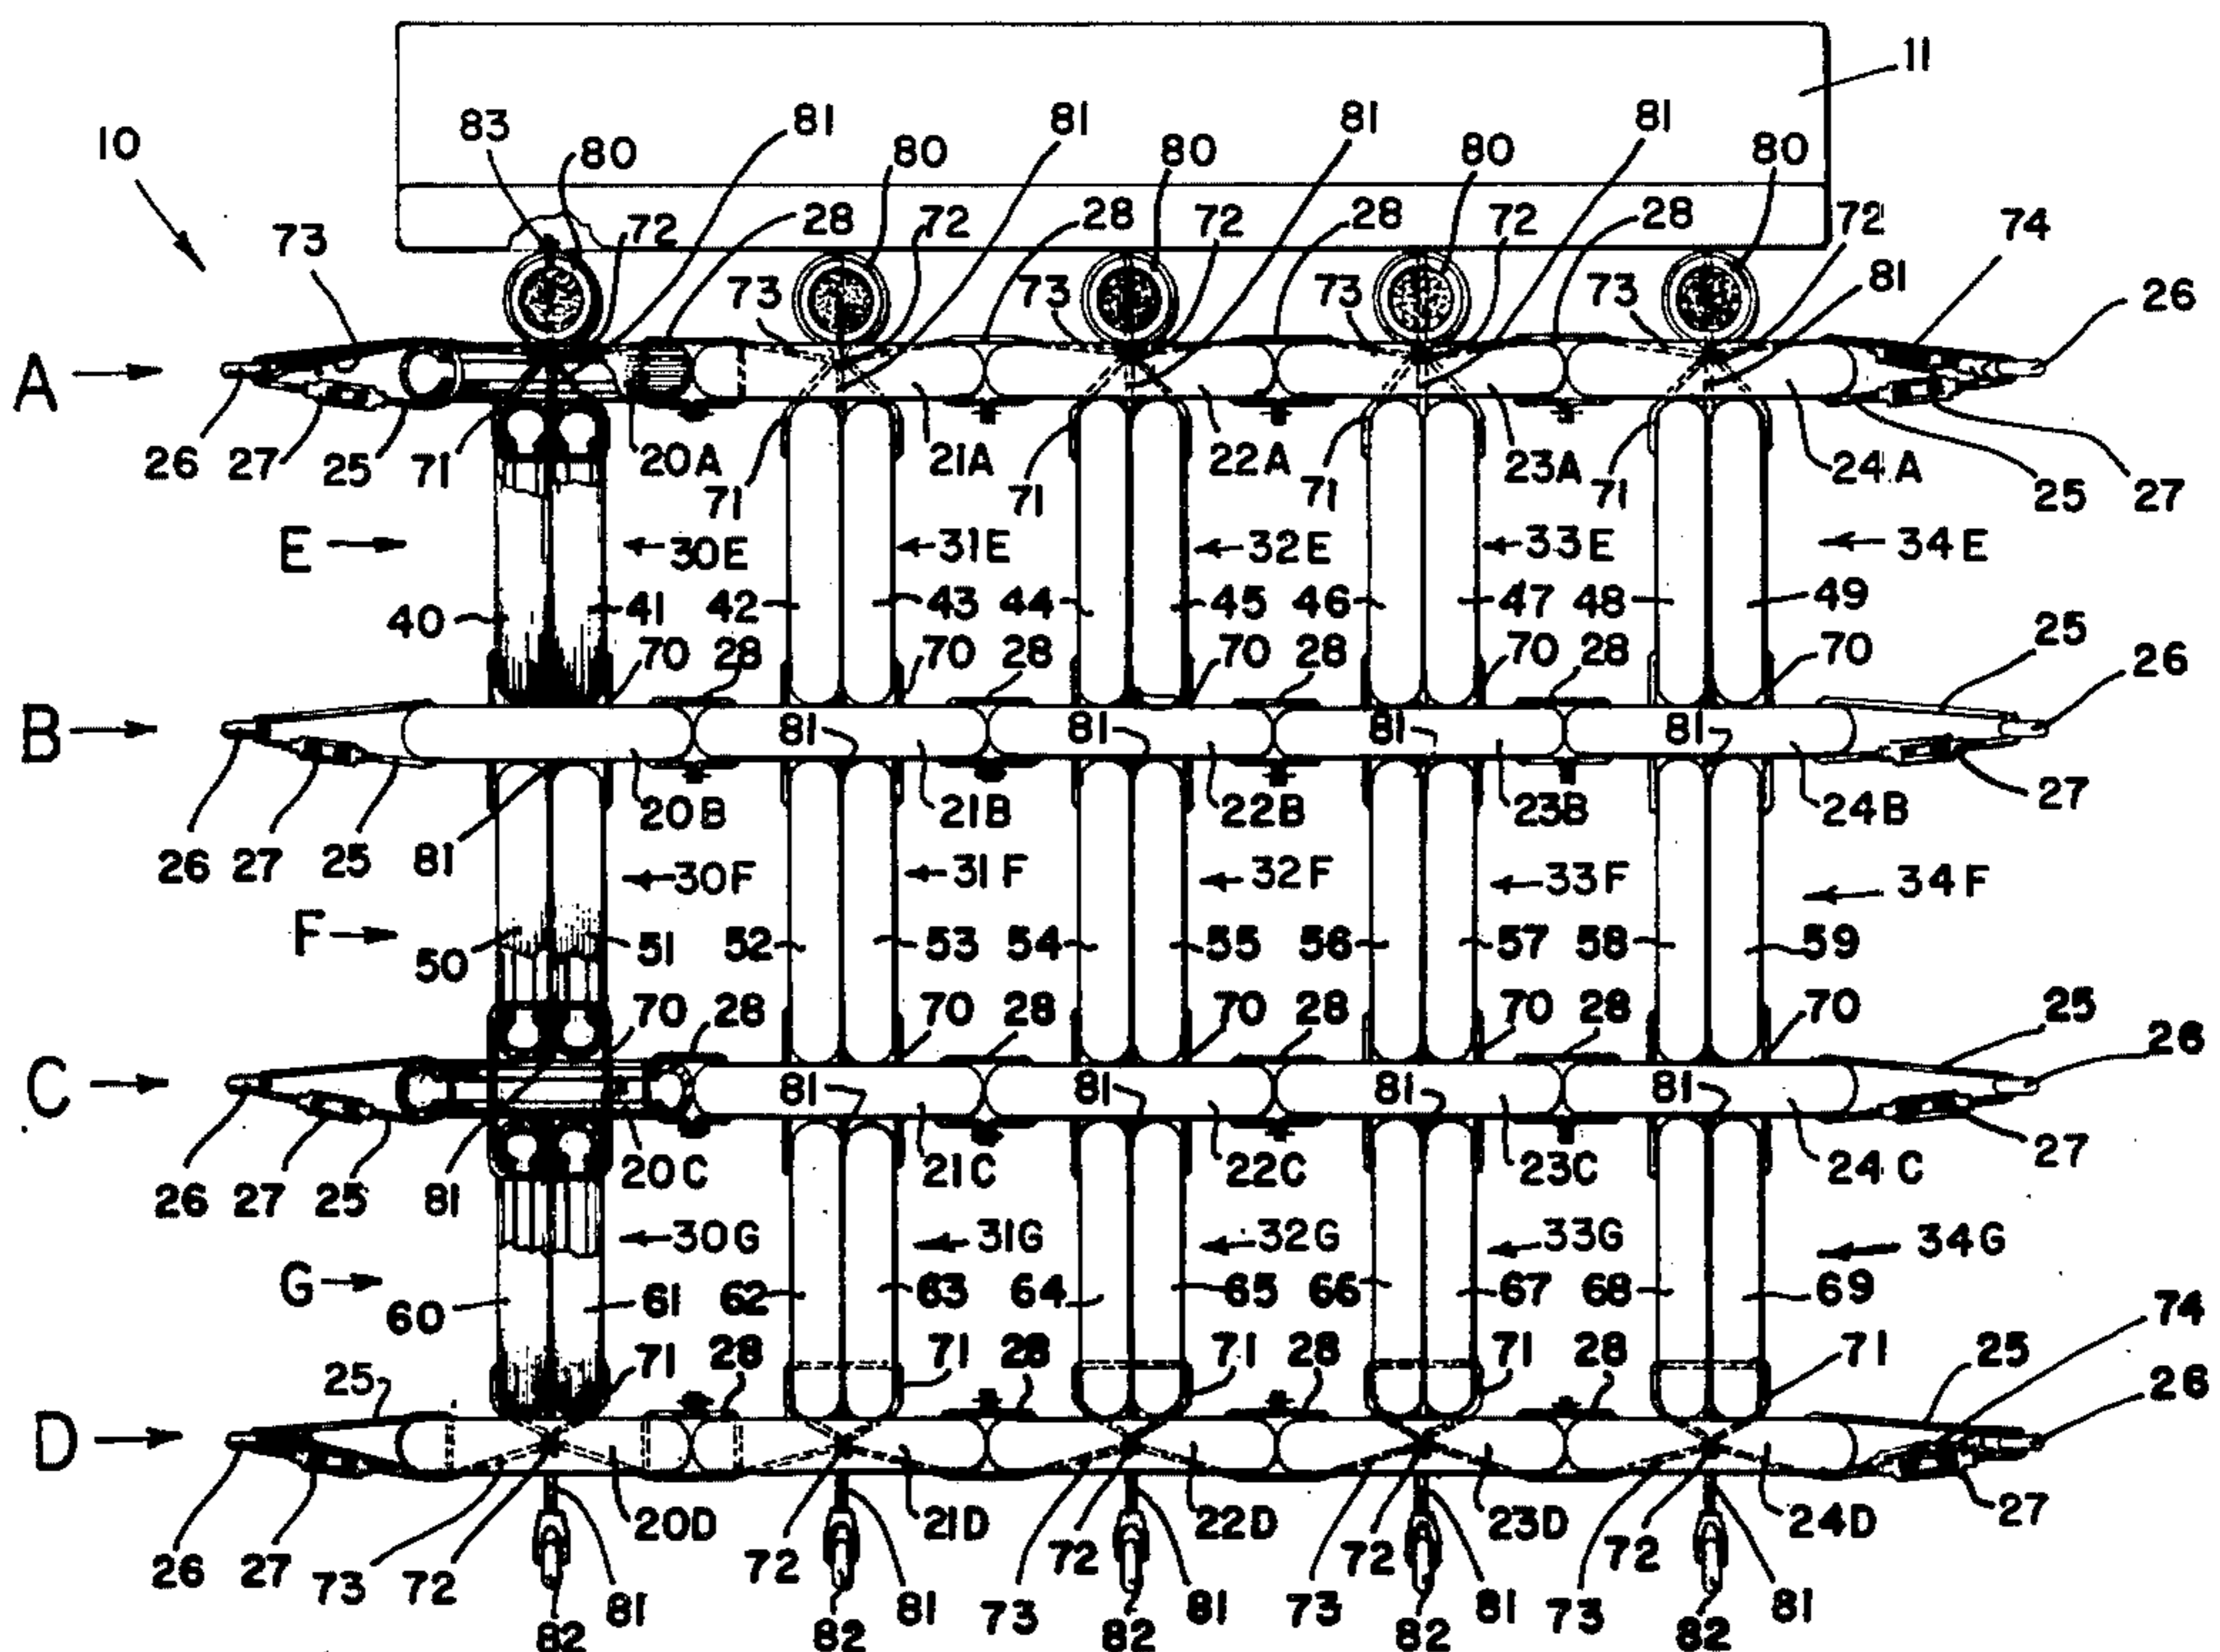 11
83 81 81 81 81
10 80 80 80 80 80
73 72 28 72 28 72 28 72 28 72 74
73 73 73 73 81 26
A
26 27 25 71 20A 71 21A 71 22A 71 23A 71 24A 25 27
E 30E 31E 32E 33E 34E
40 41 42 43 44 45 46 47 48 49
70 28 70 28 70 28 70 28 70 25 26
B 81 81 81 81
26 27 25 81 20B 21B 22B 23B 24B 27
30F 31F 32F 33F 34F
F 50 51 52 53 54 55 56 57 58 59
70 28 70 28 70 28 70 28 70 25 26
C 81 81 81 81
26 27 25 81 20C 21C 22C 23C 24C 27
30G 31G 32G 33G 34G
G 60 61 62 63 64 65 66 67 68 69
25 71 28 71 28 71 28 71 28 71 25 74 26
D
26 27 73 72 20D 72 21D 72 22D 72 23D 72 24D 27
81 81 73 81 73 81 73 81
82 82 82 82 82